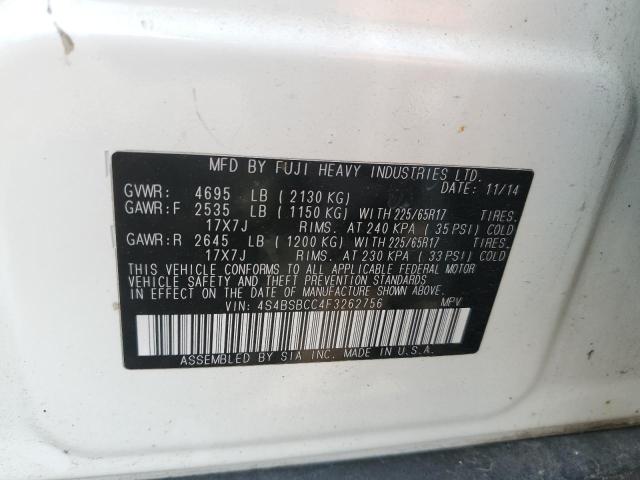 MFD BY FUJI HEAVY INDUSTRIES LTD.
DATE: 11/14
GVWR: 4695 LB ( 2130 KG)
GAWR:F 2535 LB ( 1150 KG) WITH 225/65R17 TIRES.
17X7J RIMS. AT 240 KPA ( 35 PSI) COLD
GAWR:R 2645 LB ( 1200 KG) WITH 225/65R17 TIRES.
17X7J RIMS. AT 230 KPA ( 33 PSI) COLD
THIS VEHICLE CONFORMS TO ALL APPLICABLE FEDERAL MOTOR
VEHICLE SAFETY AND THEFT PREVENTION STANDARDS
IN EFFECT ON THE DATE OF MANUFACTURE SHOWN ABOVE.
VIN: 4S4BSBCC4F3262756 MPV
ASSEMBLED BY SIA INC. MADE IN U.S.A.